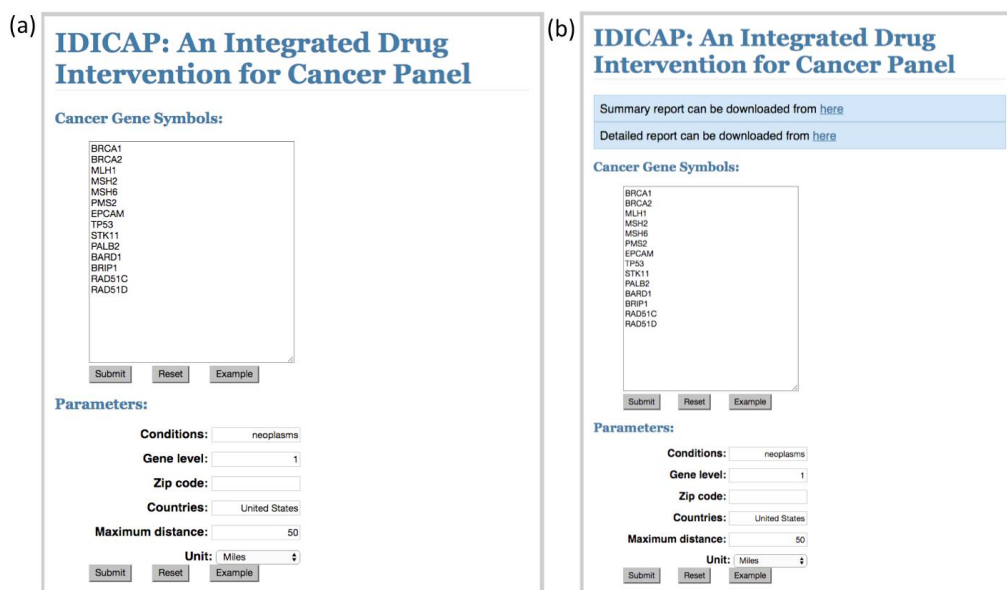 (a)
IDICAP: An Integrated Drug
Intervention for Cancer Panel
Cancer Gene Symbols:
BRCA1
BRCA2
MLH1
MSH2
MSH6
PMS2
EPCAM
TP53
STK11
PALB2
BARD1
BRIP1
RAD51C
RAD51D
Submit Reset Example
Parameters:
Conditions: neoplasms
Gene level: 1
Zip code:
Countries: United States
Maximum distance: 50
Unit: Miles
Submit Reset Example
(b)
IDICAP: An Integrated Drug
Intervention for Cancer Panel
Summary report can be downloaded from here
Detailed report can be downloaded from here
Cancer Gene Symbols:
BRCA1
BRCA2
MLH1
MSH2
MSH6
PMS2
EPCAM
TP53
STK11
PALB2
BARD1
BRIP1
RAD51C
RAD51D
Submit Reset Example
Parameters:
Conditions: neoplasms
Gene level: 1
Zip code:
Countries: United States
Maximum distance: 50
Unit: Miles
Submit Reset Example